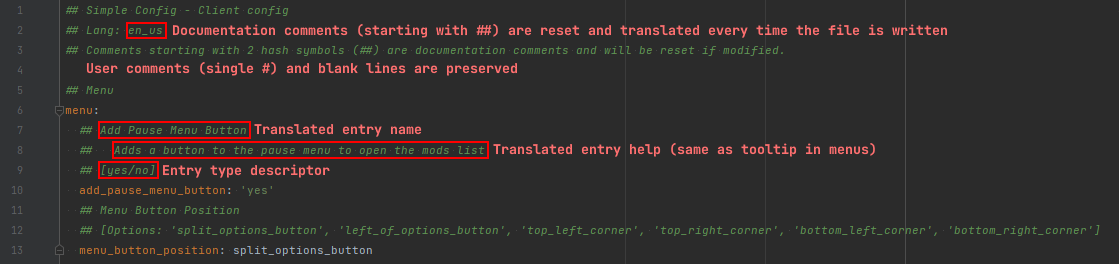 1 ## Simple Config - Client config
2 ## Lang: en_us Documentation comments (starting with ##) are reset and translated every time the file is written
3 ## Comments starting with 2 hash symbols (##) are documentation comments and will be reset if modified.
4 User comments (single #) and blank lines are preserved
5 ## Menu
6 menu:
7 ## Add Pause Menu Button Translated entry name
8 ## Adds a button to the pause menu to open the mods list Translated entry help (same as tooltip in menus)
9 ## [yes/no] Entry type descriptor
10 add_pause_menu_button: 'yes'
11 ## Menu Button Position
12 ## [Options: 'split_options_button', 'left_of_options_button', 'top_left_corner', 'top_right_corner', 'bottom_left_corner', 'bottom_right_corner']
13 menu_button_position: split_options_button